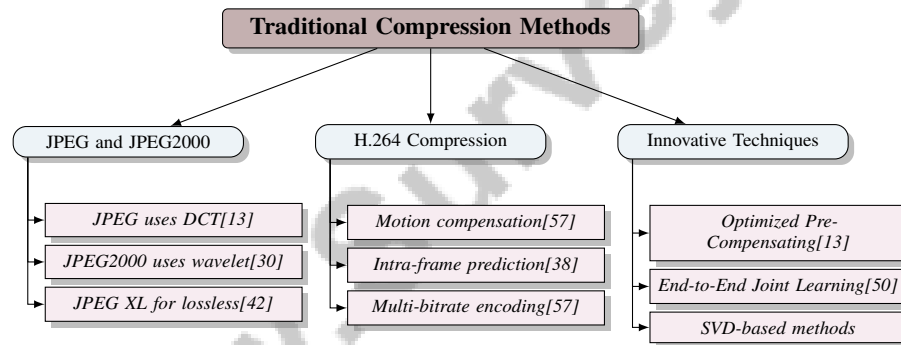 Traditional Compression Methods
JPEG and JPEG2000
H.264 Compression
Innovative Techniques
JPEG uses DCT[13]
JPEG2000 uses wavelet[30]
JPEG XL for lossless[42]
Motion compensation[57]
Intra-frame prediction[38]
Multi-bitrate encoding[57]
Optimized Pre-
Compensating[13]
End-to-End Joint Learning[50]
SVD-based methods